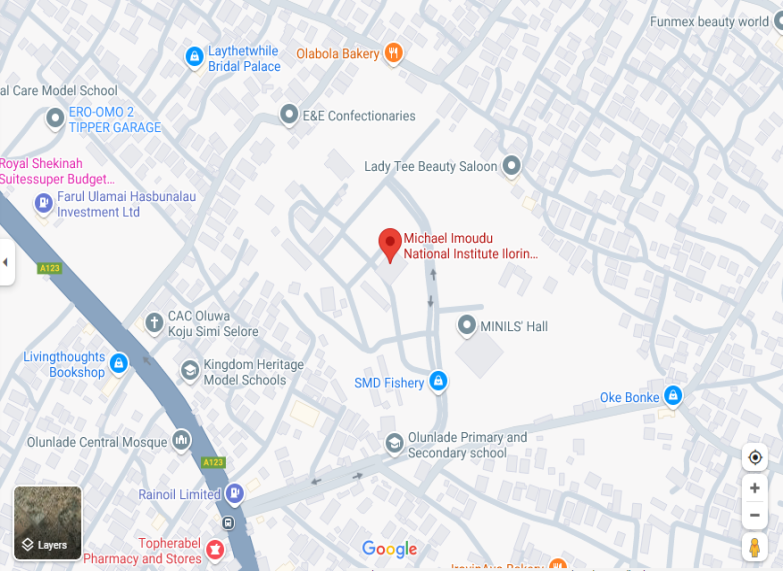 Funmex beauty world
Laythetwhile
Bridal Palace
Olabola Bakery
al Care Model School
ERO-OMO 2
TIPPER GARAGE
E&E Confectionaries
Lady Tee Beauty Saloon
Royal Shekinah
Suitessuper Budget...
Farul Ulamai Hasbunalau
Investment Ltd
Michael Imoudu
National Institute Ilorin...
A123
CAC Oluwa
Koju Simi Selore
MINILS' Hall
Livingthoughts
Bookshop
Kingdom Heritage
Model Schools
SMD Fishery
Oke Bonke
Olunlade Central Mosque
Olunlade Primary and
Secondary school
A123
Rainoil Limited
Layers
Topherabel
Pharmacy and Stores
Google